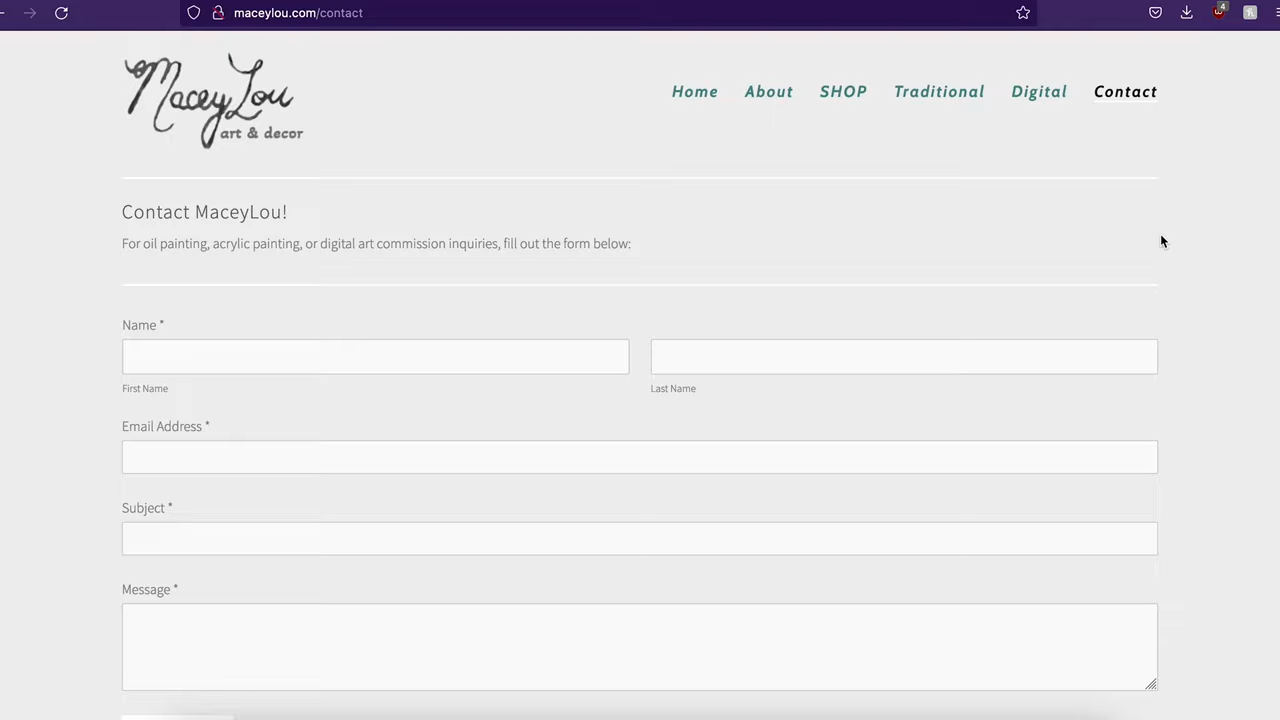 maceylou.com/contact
4
MaceyLou
art & decor
Home About SHOP Traditional Digital Contact
Contact MaceyLou!
For oil painting, acrylic painting, or digital art commission inquiries, fill out the form below:
Name *
First Name Last Name
Email Address *
Subject *
Message *